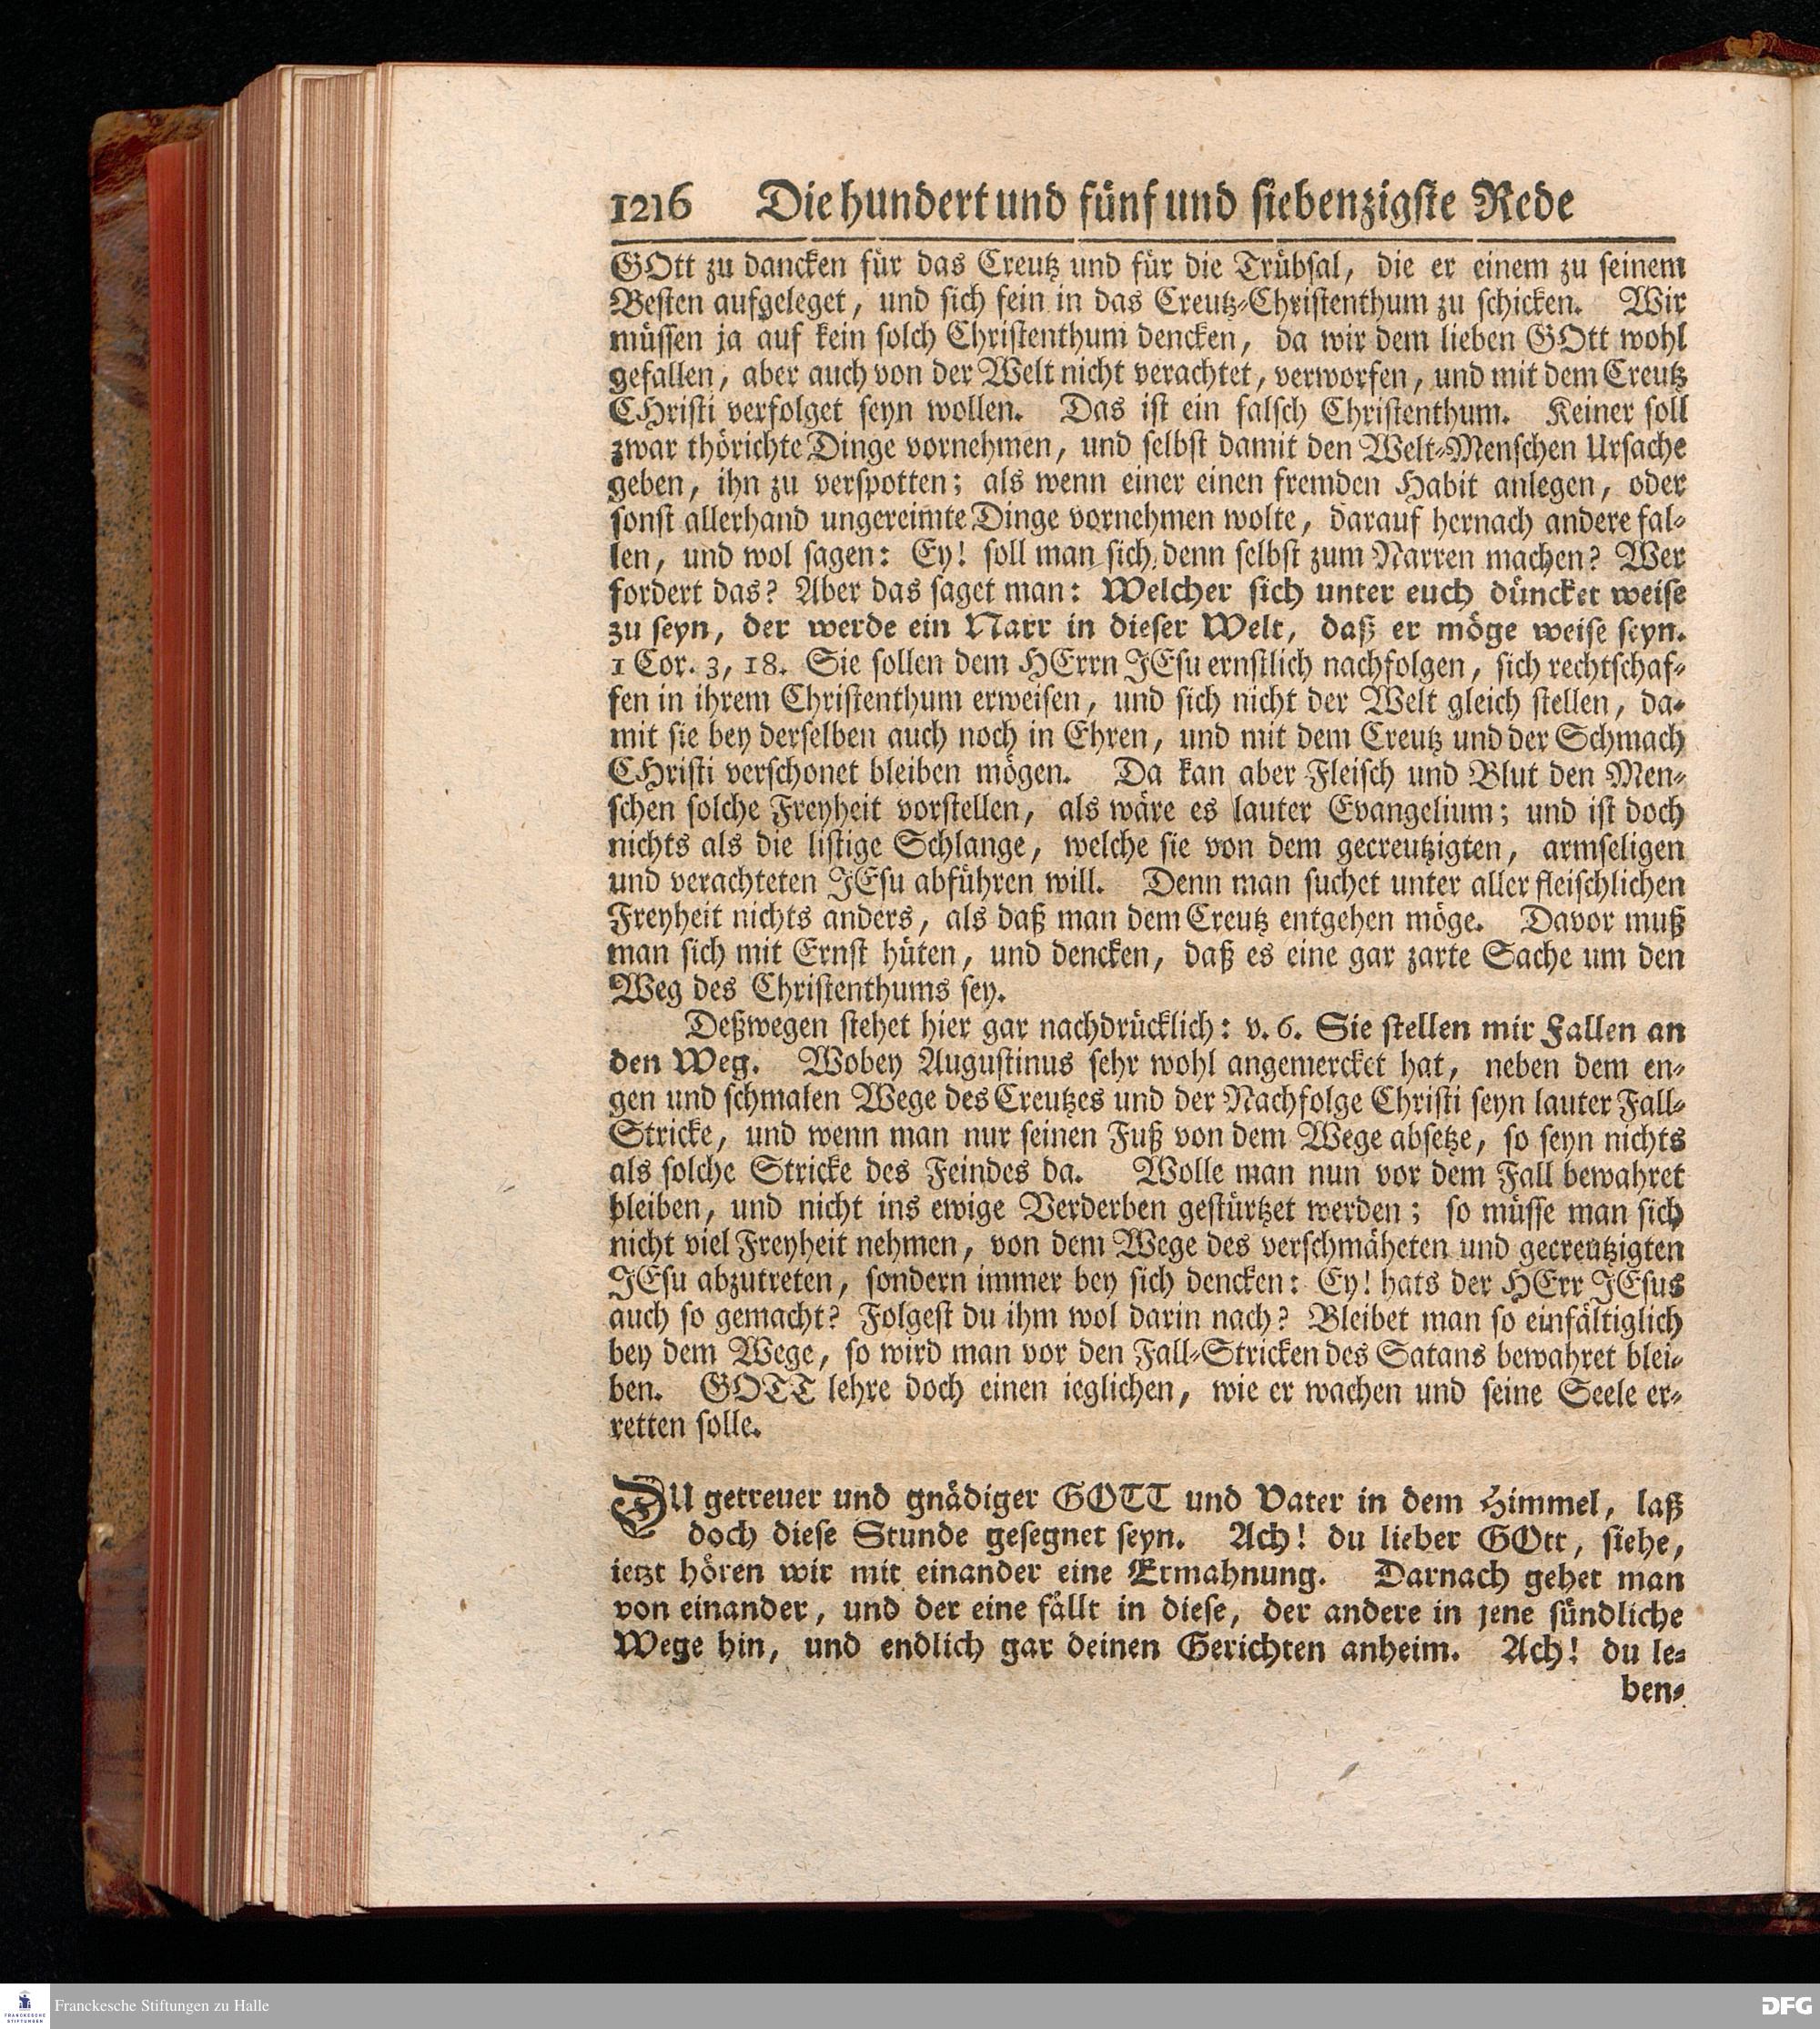 1216 Die hundert und fünf und siebenzigste Rede
GOtt zu dancken für das Creutz und für die Trübsal, die er einem zu seinem
Besten aufgeleget, und sich fein in das Creutz-Christenthum zu schicken. Wir
müssen ja auf kein solch Christenthum dencken, da wir dem lieben GOtt wohl
gefallen, aber auch von der Welt nicht verachtet, verworfen, und mit dem Creutz
CHristi verfolget seyn wollen. Das ist ein falsch Christenthum. Keiner soll
zwar thörichte Dinge vornehmen, und selbst damit den Welt-Menschen Ursache
geben, ihn zu verspotten; als wenn einer einen fremden Habit anlegen, oder
sonst allerhand ungereimte Dinge vornehmen wolte, darauf hernach andere fal-
len, und wol sagen: Ey! soll man sich denn selbst zum Narren machen? Wer
fordert das? Aber das saget man: Welcher sich unter euch düncket weise
zu seyn, der werde ein Narr in dieser Welt, daß er möge weise seyn.
1 Cor. 3, 18. Sie sollen dem HErrn JEsu ernstlich nachfolgen, sich rechtschaf-
fen in ihrem Christenthum erweisen, und sich nicht der Welt gleich stellen, da-
mit sie bey derselben auch noch in Ehren, und mit dem Creutz und der Schmach
CHristi verschonet bleiben mögen. Da kan aber Fleisch und Blut den Men-
schen solche Freyheit vorstellen, als wäre es lauter Evangelium; und ist doch
nichts als die listige Schlange, welche sie von dem gecreutzigten, armseligen
und verachteten JEsu abführen will. Denn man suchet unter aller fleischlichen
Freyheit nichts anders, als daß man dem Creutz entgehen möge. Davor muß
man sich mit Ernst hüten, und dencken, daß es eine gar zarte Sache um den
Weg des Christenthums sey.
Deßwegen stehet hier gar nachdrücklich: v. 6. Sie stellen mir Fallen an
den Weg. Wobey Augustinus sehr wohl angemercket hat, neben dem en-
gen und schmalen Wege des Creutzes und der Nachfolge Christi seyn lauter Fall-
Stricke, und wenn man nur seinen Fuß von dem Wege absetze, so seyn nichts
als solche Stricke des Feindes da. Wolle man nun vor dem Fall bewahret
bleiben, und nicht ins ewige Verderben gestürtzet werden; so müsse man sich
nicht viel Freyheit nehmen, von dem Wege des verschmäheten und gecreutzigten
JEsu abzutreten, sondern immer bey sich dencken: Ey! hats der HErr JEsus
auch so gemacht? Folgest du ihm wol darin nach? Bleibet man so einfältiglich
bey dem Wege, so wird man vor den Fall-Stricken des Satans bewahret blei-
ben. GOTT lehre doch einen ieglichen, wie er wachen und seine Seele er-
retten solle.
DU getreuer und gnädiger GOTT und Vater in dem Himmel, laß
doch diese Stunde gesegnet seyn. Ach! du lieber GOtt, siehe,
ietzt hören wir mit einander eine Ermahnung. Darnach gehet man
von einander, und der eine fällt in diese, der andere in jene sündliche
Wege hin, und endlich gar deinen Gerichten anheim. Ach! du le-
ben-
FRANCKESCHE
STIFTUNGEN
Franckesche Stiftungen zu Halle
DFG